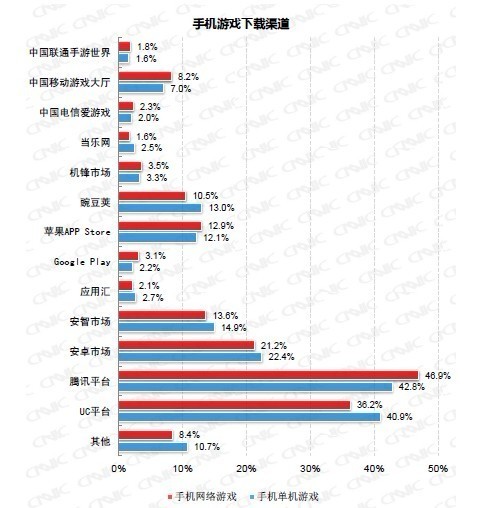 手机游戏下载渠道
中国联通手游世界 1.8% 1.6%
中国移动游戏大厅 8.2% 7.0%
中国电信爱游戏 2.3% 2.0%
当乐网 1.6% 2.5%
机锋市场 3.5% 3.3%
豌豆荚 10.5% 13.0%
苹果APP Store 12.9% 12.1%
Google Play 3.1% 2.2%
应用汇 2.1% 2.7%
安智市场 13.6% 14.9%
安卓市场 21.2% 22.4%
腾讯平台 46.9% 42.8%
UC平台 36.2% 40.9%
其他 8.4% 10.7%
0% 10% 20% 30% 40% 50%
手机网络游戏 手机单机游戏
CNNIC